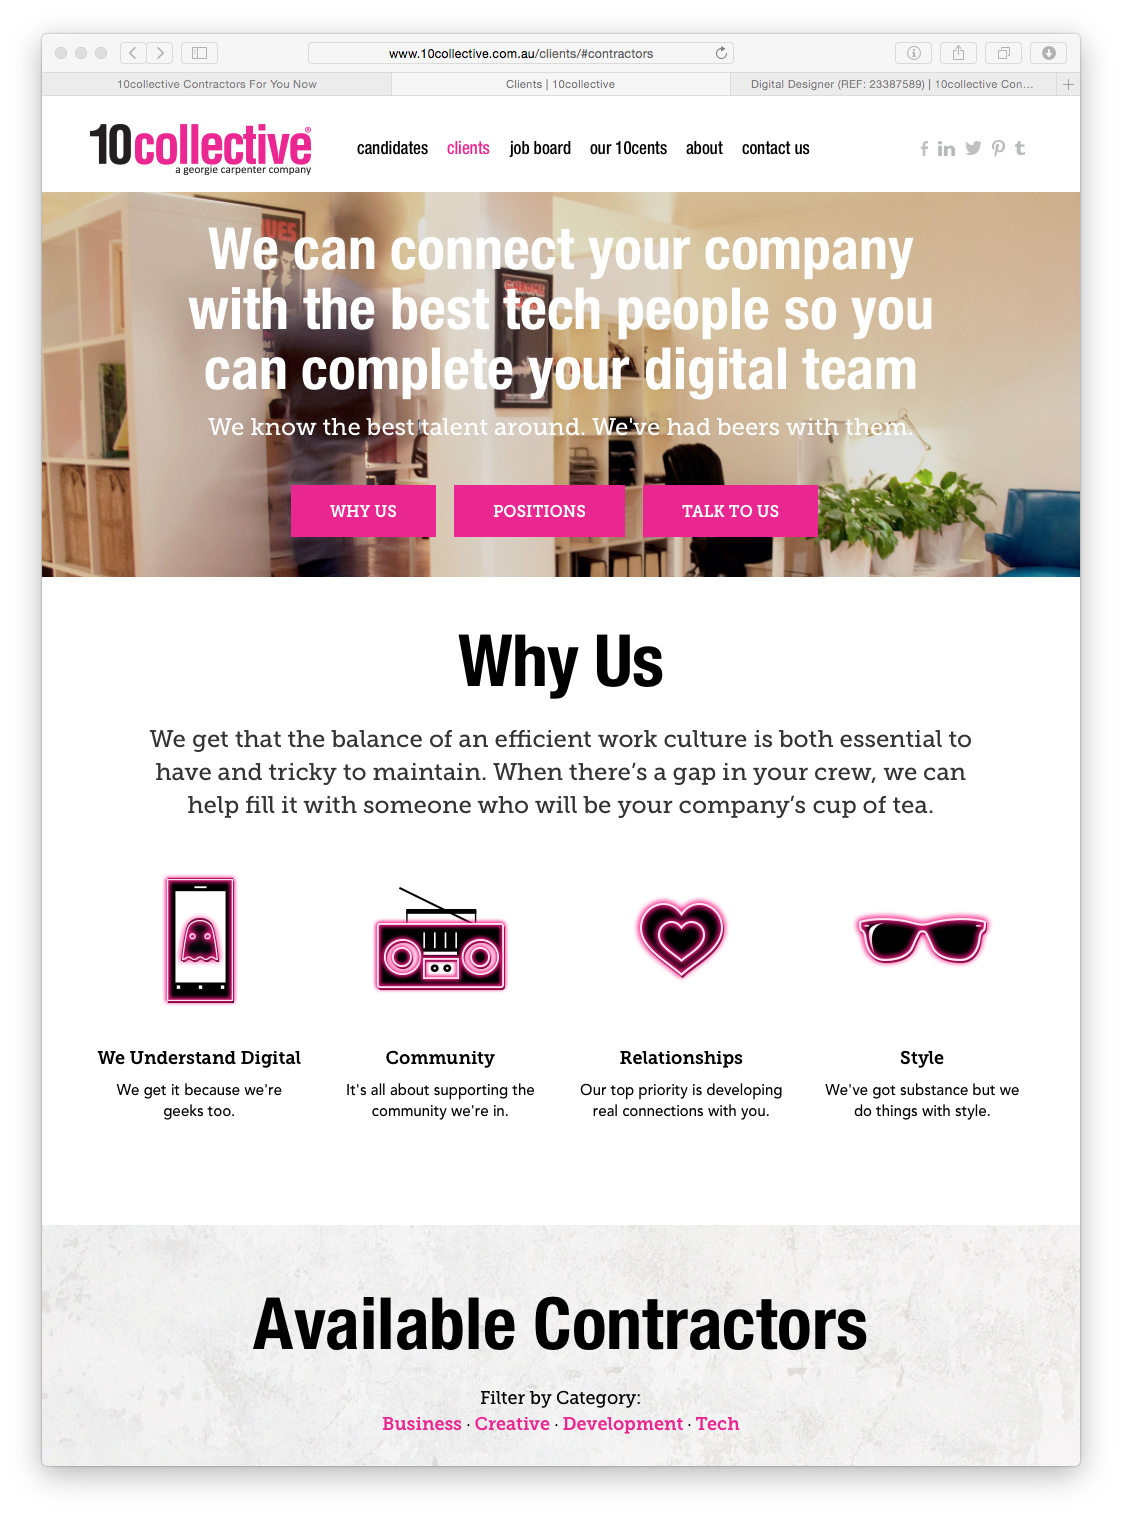 www.10collective.com.au/clients/#contractors
10collective Contractors For You Now
Clients | 10collective
Digital Designer (REF: 23387589) | 10collective Con…
10collective®
a georgie carpenter company
candidates
clients
job board
our 10cents
about
contact us
We can connect your company
with the best tech people so you
can complete your digital team
We know the best talent around. We've had beers with them.
WHY US
POSITIONS
TALK TO US
Why Us
We get that the balance of an efficient work culture is both essential to
have and tricky to maintain. When there’s a gap in your crew, we can
help fill it with someone who will be your company’s cup of tea.
We Understand Digital
We get it because we're
geeks too.
Community
It's all about supporting the
community we're in.
Relationships
Our top priority is developing
real connections with you.
Style
We've got substance but we
do things with style.
Available Contractors
Filter by Category:
Business · Creative · Development · Tech